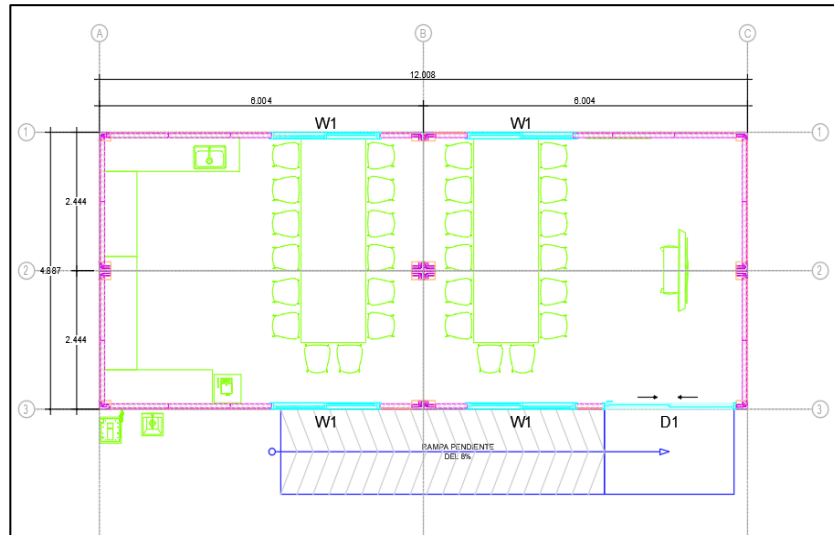 A B C
12.008
6.004 6.004
W1 W1
1 1
2.444
4.887
2 2
2.444
3 3
W1 W1 D1
RAMPA PENDIENTE
DEL 8%